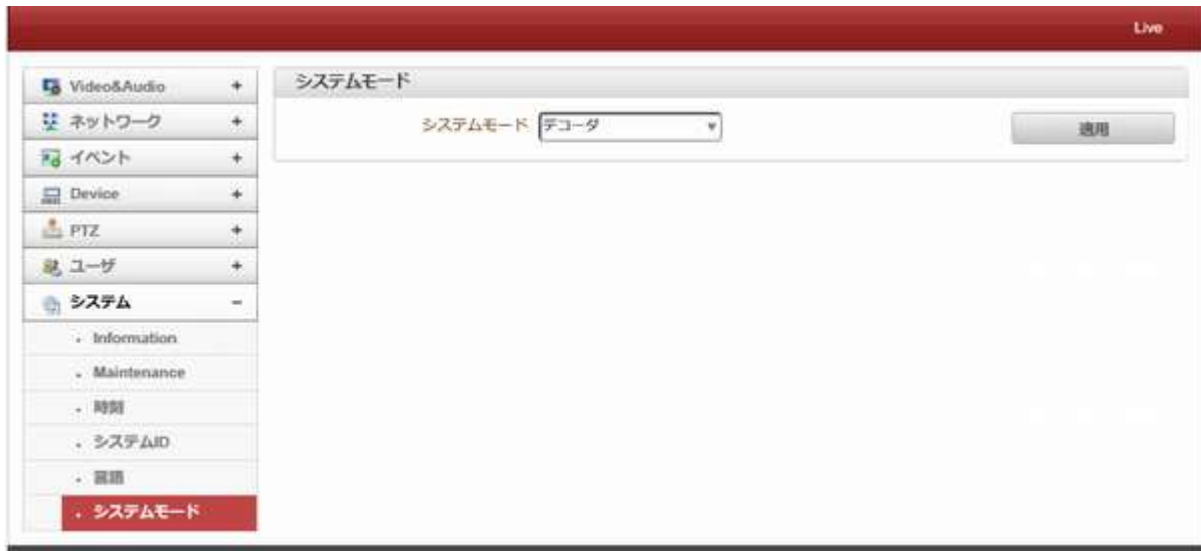 Live
Video&Audio +
ネットワーク +
イベント +
Device +
PTZ +
ユーザ +
システム -
. Information
. Maintenance
. 時刻
. システムID
. 言語
. システムモード
システムモード
システムモード デコーダ
適用